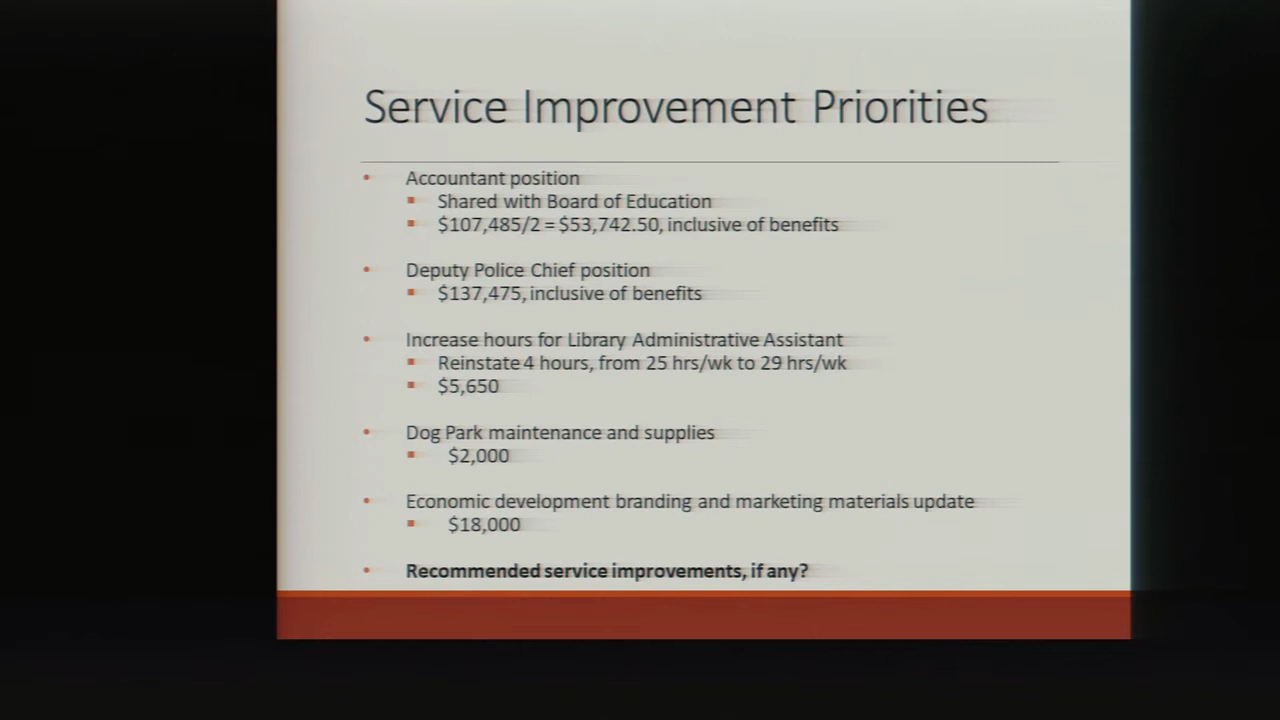 Service Improvement Priorities
Accountant position
Shared with Board of Education
$107,485/2 = $53,742.50, inclusive of benefits
Deputy Police Chief position
$137,475, inclusive of benefits
Increase hours for Library Administrative Assistant
Reinstate 4 hours, from 25 hrs/wk to 29 hrs/wk
$5,650
Dog Park maintenance and supplies
$2,000
Economic development branding and marketing materials update
$18,000
Recommended service improvements, if any?